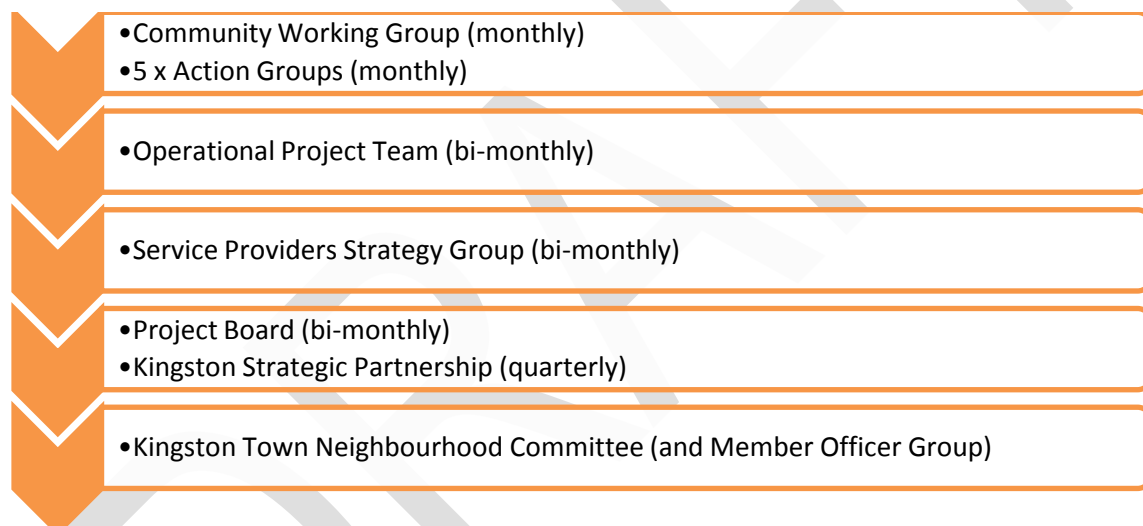 •Community Working Group (monthly)
•5 x Action Groups (monthly)
•Operational Project Team (bi-monthly)
•Service Providers Strategy Group (bi-monthly)
•Project Board (bi-monthly)
•Kingston Strategic Partnership (quarterly)
•Kingston Town Neighbourhood Committee (and Member Officer Group)